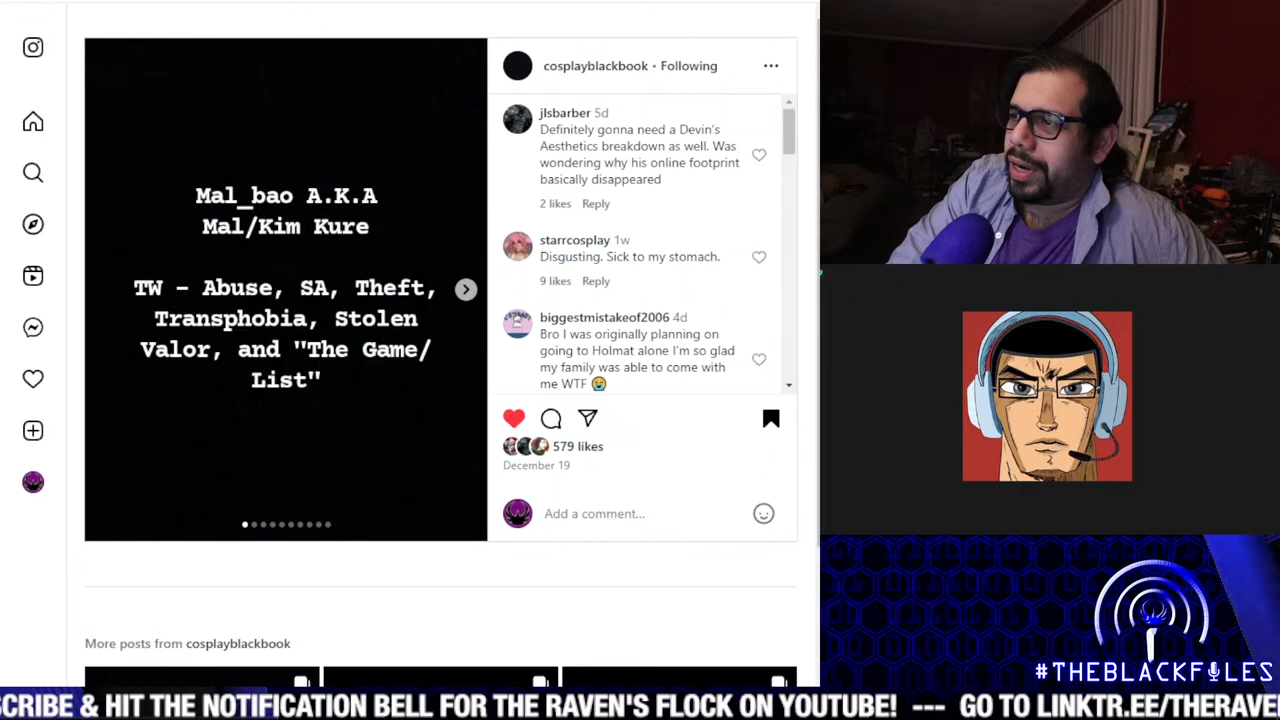 cosplayblackbook • Following
Mal_bao A.K.A
Mal/Kim Kure
TW - Abuse, SA, Theft,
Transphobia, Stolen
Valor, and "The Game/
List"
jlsbarber 5d
Definitely gonna need a Devin's
Aesthetics breakdown as well. Was
wondering why his online footprint
basically disappeared
2 likes Reply
starrcosplay 1w
Disgusting. Sick to my stomach.
9 likes Reply
biggestmistakeof2006 4d
Bro I was originally planning on
going to Holmat alone I'm so glad
my family was able to come with
me WTF 😭
579 likes
December 19
Add a comment...
More posts from cosplayblackbook
#THEBLACKFILES
SCRIBE & HIT THE NOTIFICATION BELL FOR THE RAVEN'S FLOCK ON YOUTUBE! --- GO TO LINKTR.EE/THERAVE